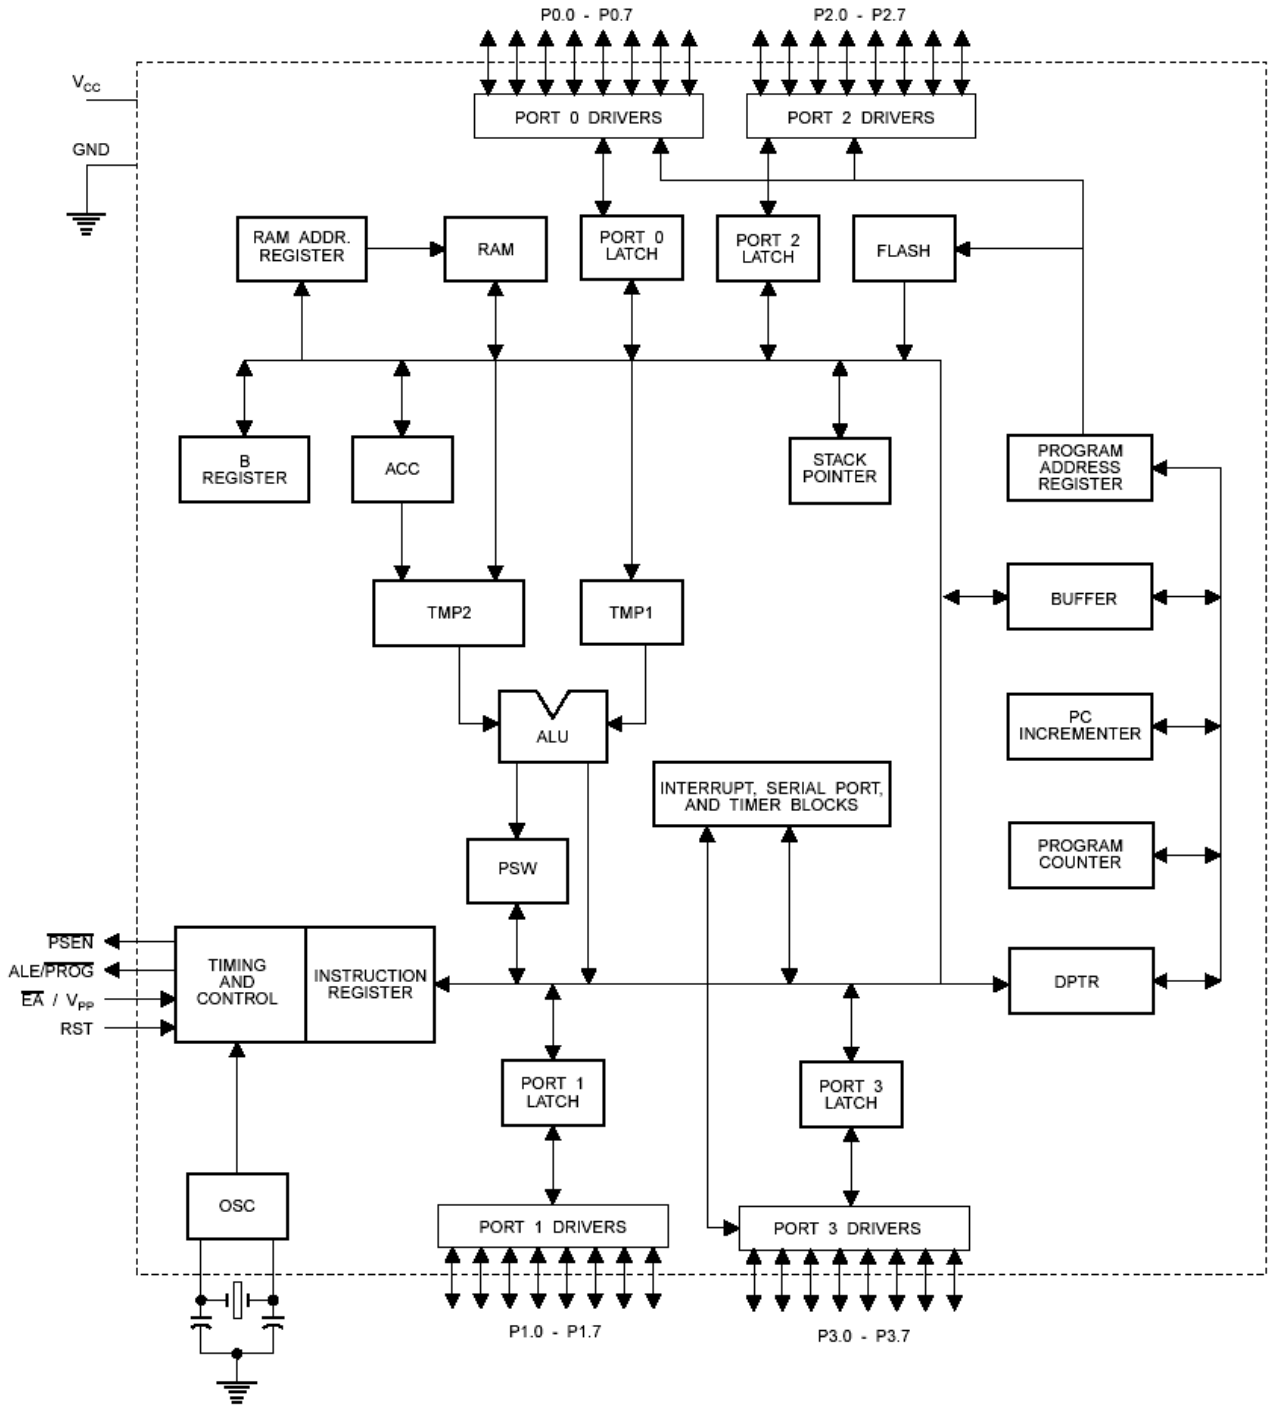 P0.0 - P0.7
P2.0 - P2.7
VCC
PORT 0 DRIVERS
PORT 2 DRIVERS
GND
RAM ADDR.
REGISTER
RAM
PORT 0
LATCH
PORT 2
LATCH
FLASH
B
REGISTER
ACC
STACK
POINTER
PROGRAM
ADDRESS
REGISTER
BUFFER
TMP2
TMP1
ALU
PC
INCREMENTER
INTERRUPT, SERIAL PORT,
AND TIMER BLOCKS
PROGRAM
COUNTER
PSW
PSEN
ALE/PROG
EA / VPP
RST
TIMING
AND
CONTROL
INSTRUCTION
REGISTER
DPTR
PORT 1
LATCH
PORT 3
LATCH
OSC
PORT 1 DRIVERS
PORT 3 DRIVERS
P1.0 - P1.7
P3.0 - P3.7